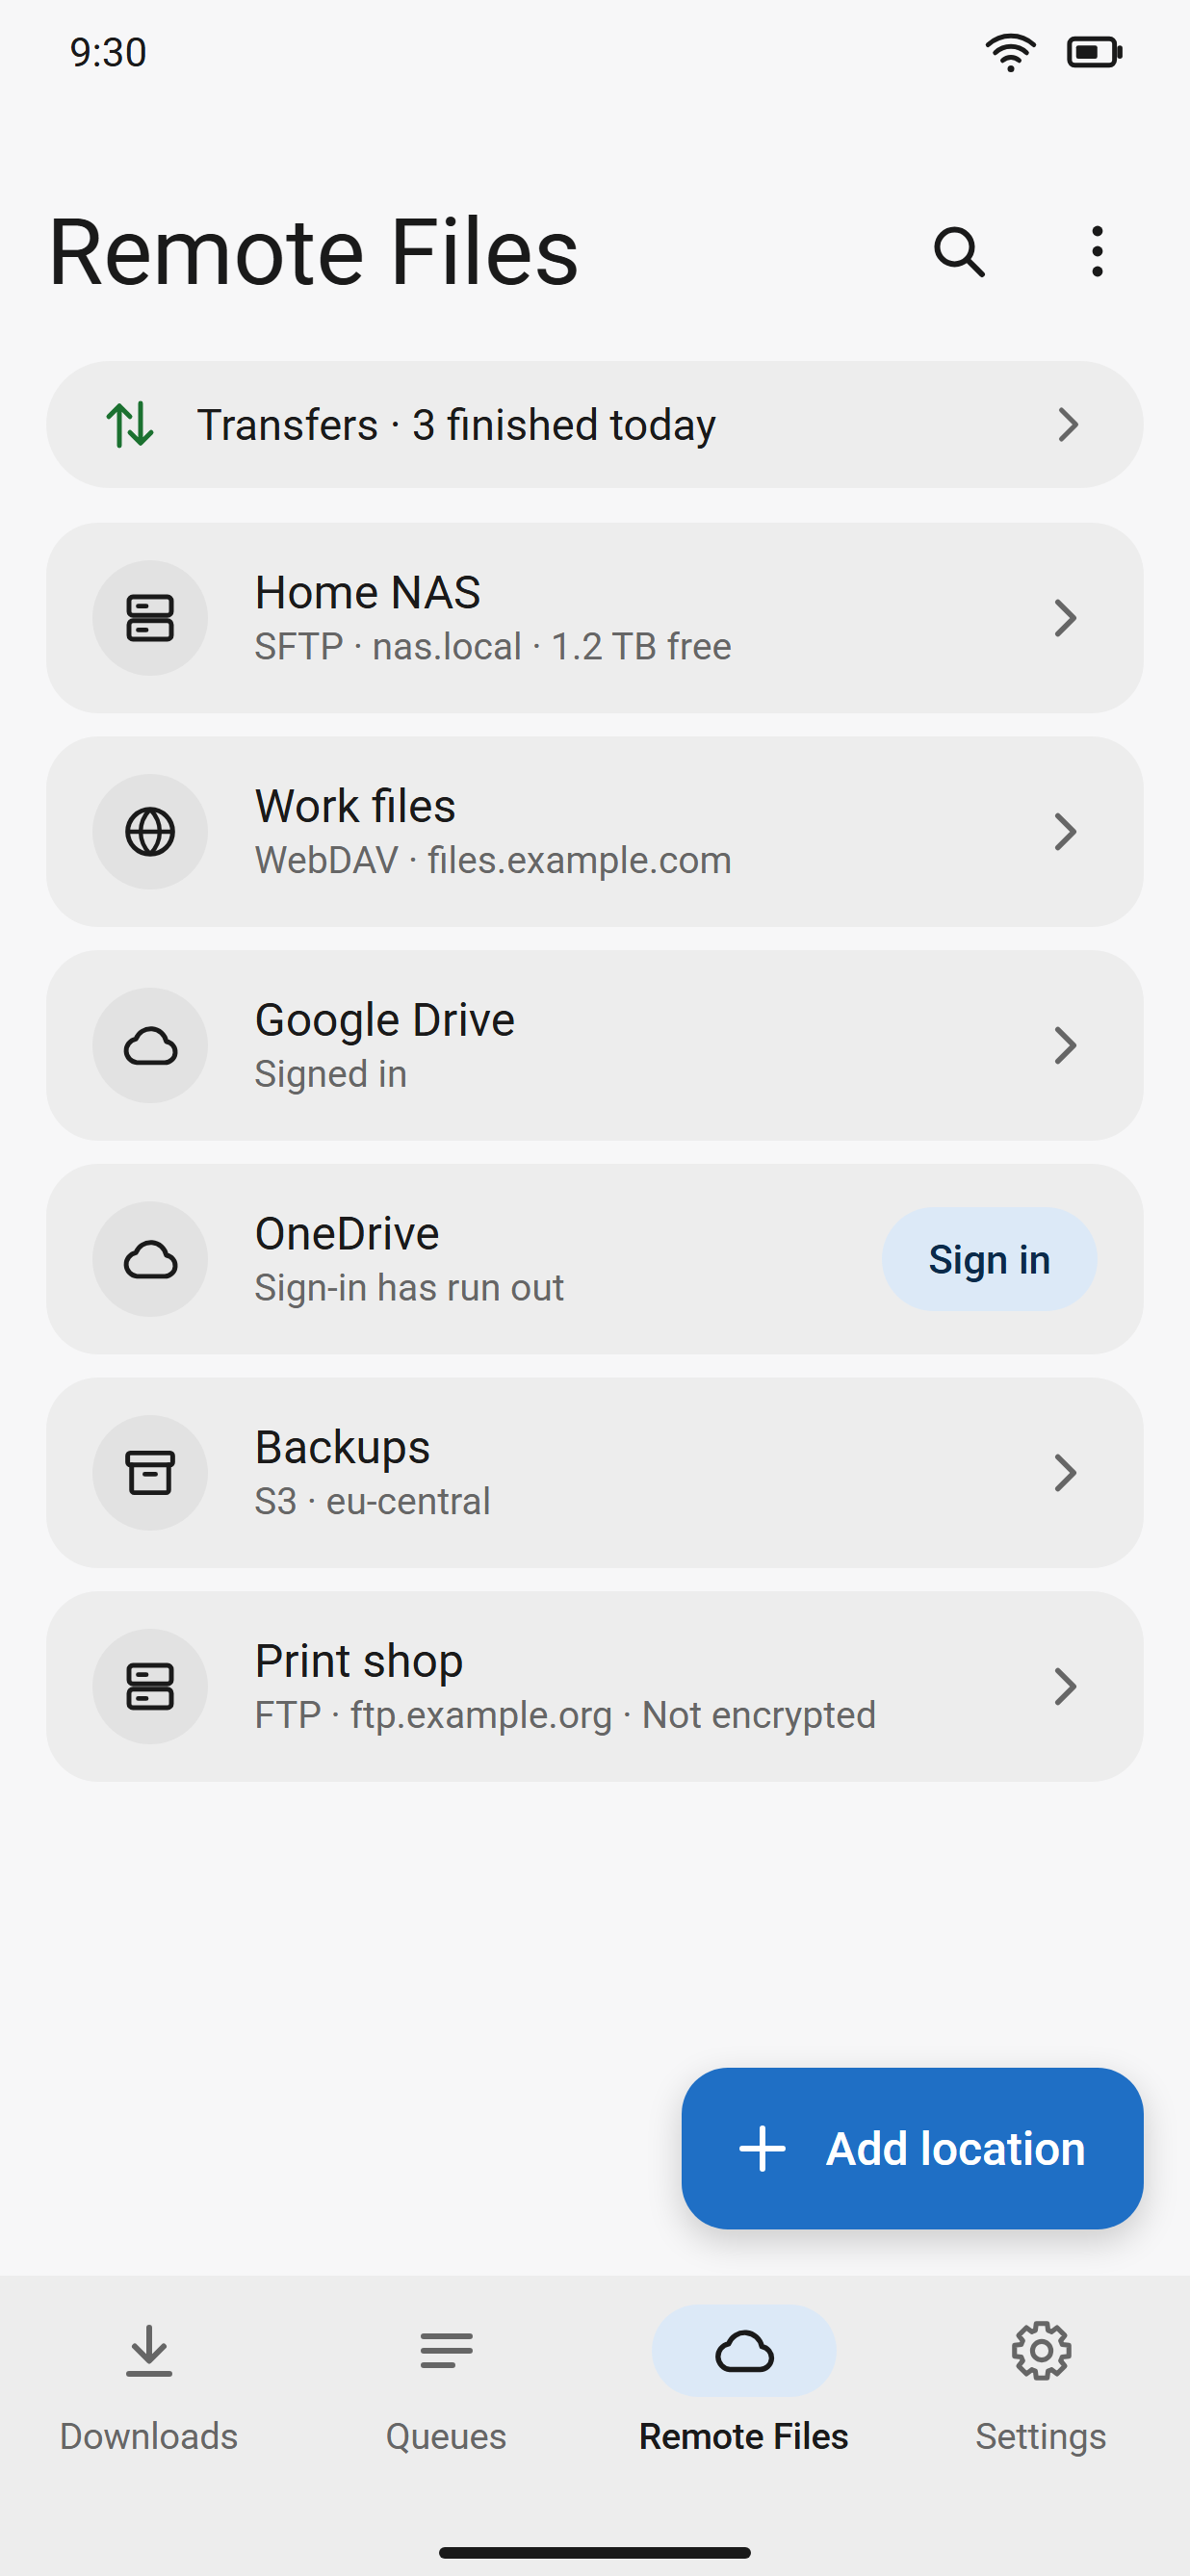 9:30
Remote Files
Transfers · 3 finished today
Home NAS
SFTP · nas.local · 1.2 TB free
Work files
WebDAV · files.example.com
Google Drive
Signed in
OneDrive
Sign-in has run out
Sign in
Backups
S3 · eu-central
Print shop
FTP · ftp.example.org · Not encrypted
Add location
Downloads
Queues
Remote Files
Settings